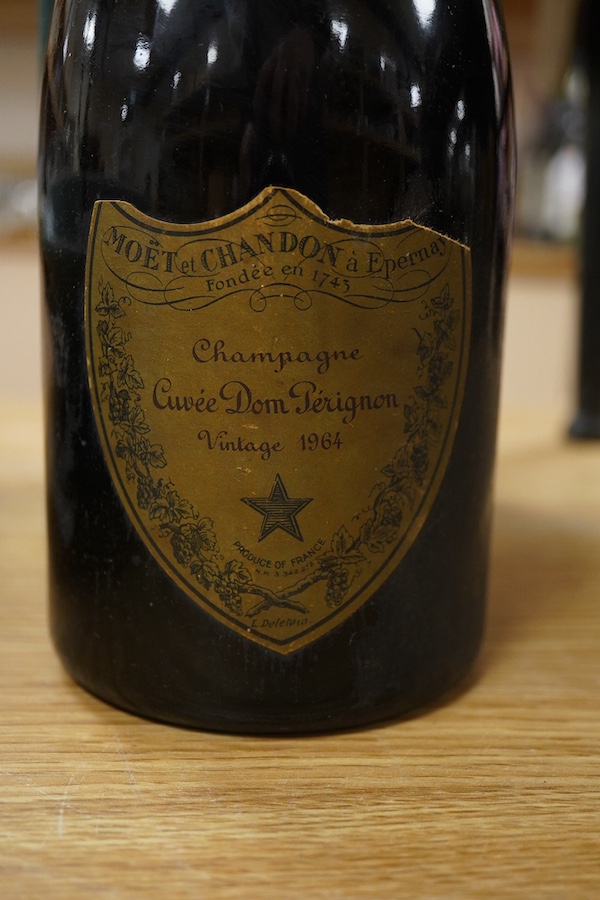 MOËT et CHANDON à Epernay
Fondée en 1743
Champagne
Cuvée Dom Pérignon
Vintage 1964
PRODUCE OF FRANCE